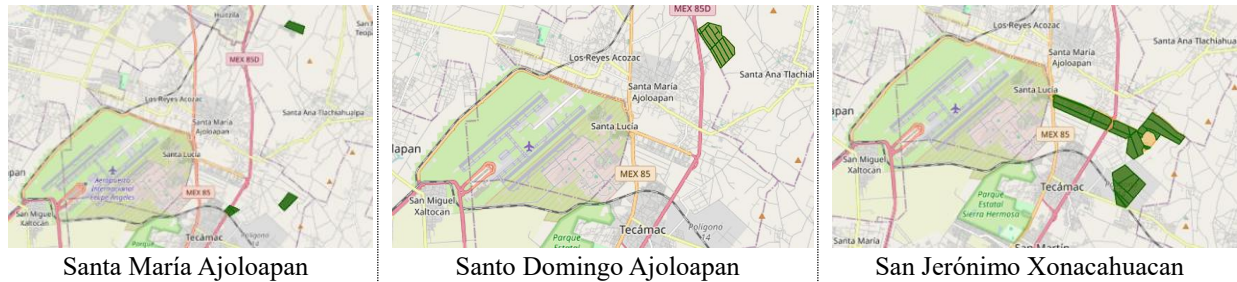 Huizila
MEX 85D
Los Reyes Acozac
Santa María
Ajoloapan
Santa Ana Tlachiahualpa
Santa Lucía
Aeropuerto
Internacional
Felipe Ángeles
MEX 85
San Miguel
Xaltocan
Tecámac
Parque
Santa María Ajoloapan
MEX 85D
Los Reyes Acozac
Santa María
Ajoloapan
Santa Ana Tlachial
Santa Lucía
lapan
MEX 85
San Miguel
Xaltocan
Tecámac
Polígono
14
Parque
Estatal
Santo Domingo Ajoloapan
Los Reyes Acozac
Santa María
Ajoloapan
Santa Ana Tlachiahua
Santa Lucía
apan
MEX 85
San Miguel
Xaltocan
Tecámac
Parque
Estatal
Sierra Hermosa
Santa María
San Martín
San Jerónimo Xonacahuacan